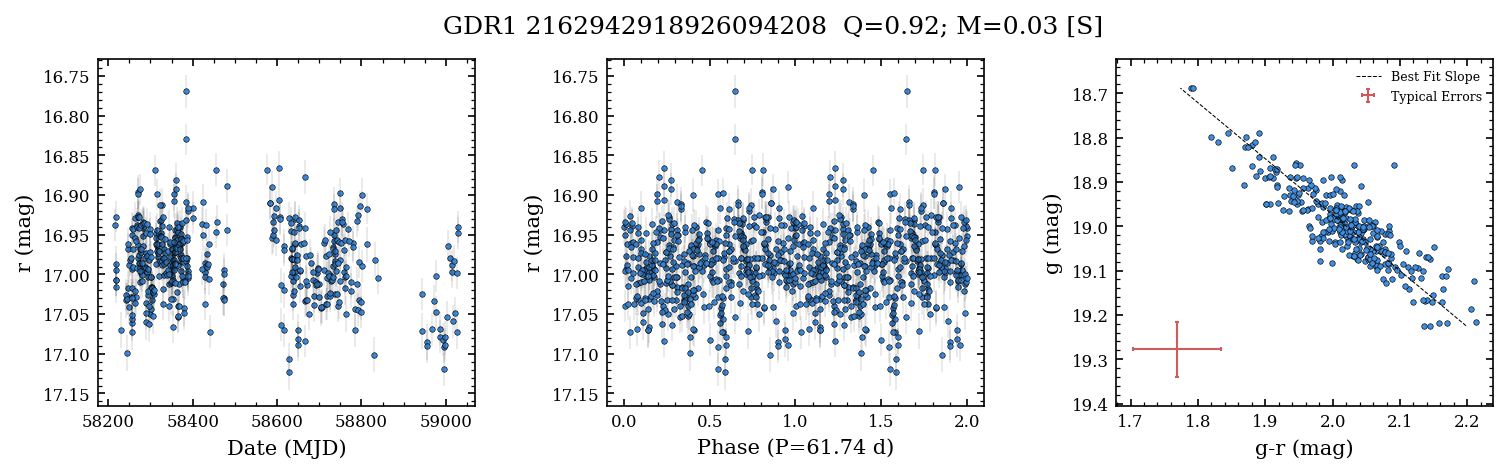 GDR1 2162942918926094208  Q=0.92; M=0.03 [S]
r (mag)
16.75
16.80
16.85
16.90
16.95
17.00
17.05
17.10
17.15
58200 58400 58600 58800 59000
Date (MJD)
r (mag)
16.75
16.80
16.85
16.90
16.95
17.00
17.05
17.10
17.15
0.0 0.5 1.0 1.5 2.0
Phase (P=61.74 d)
g (mag)
18.7
18.8
18.9
19.0
19.1
19.2
19.3
19.4
Best Fit Slope
Typical Errors
1.7 1.8 1.9 2.0 2.1 2.2
g-r (mag)